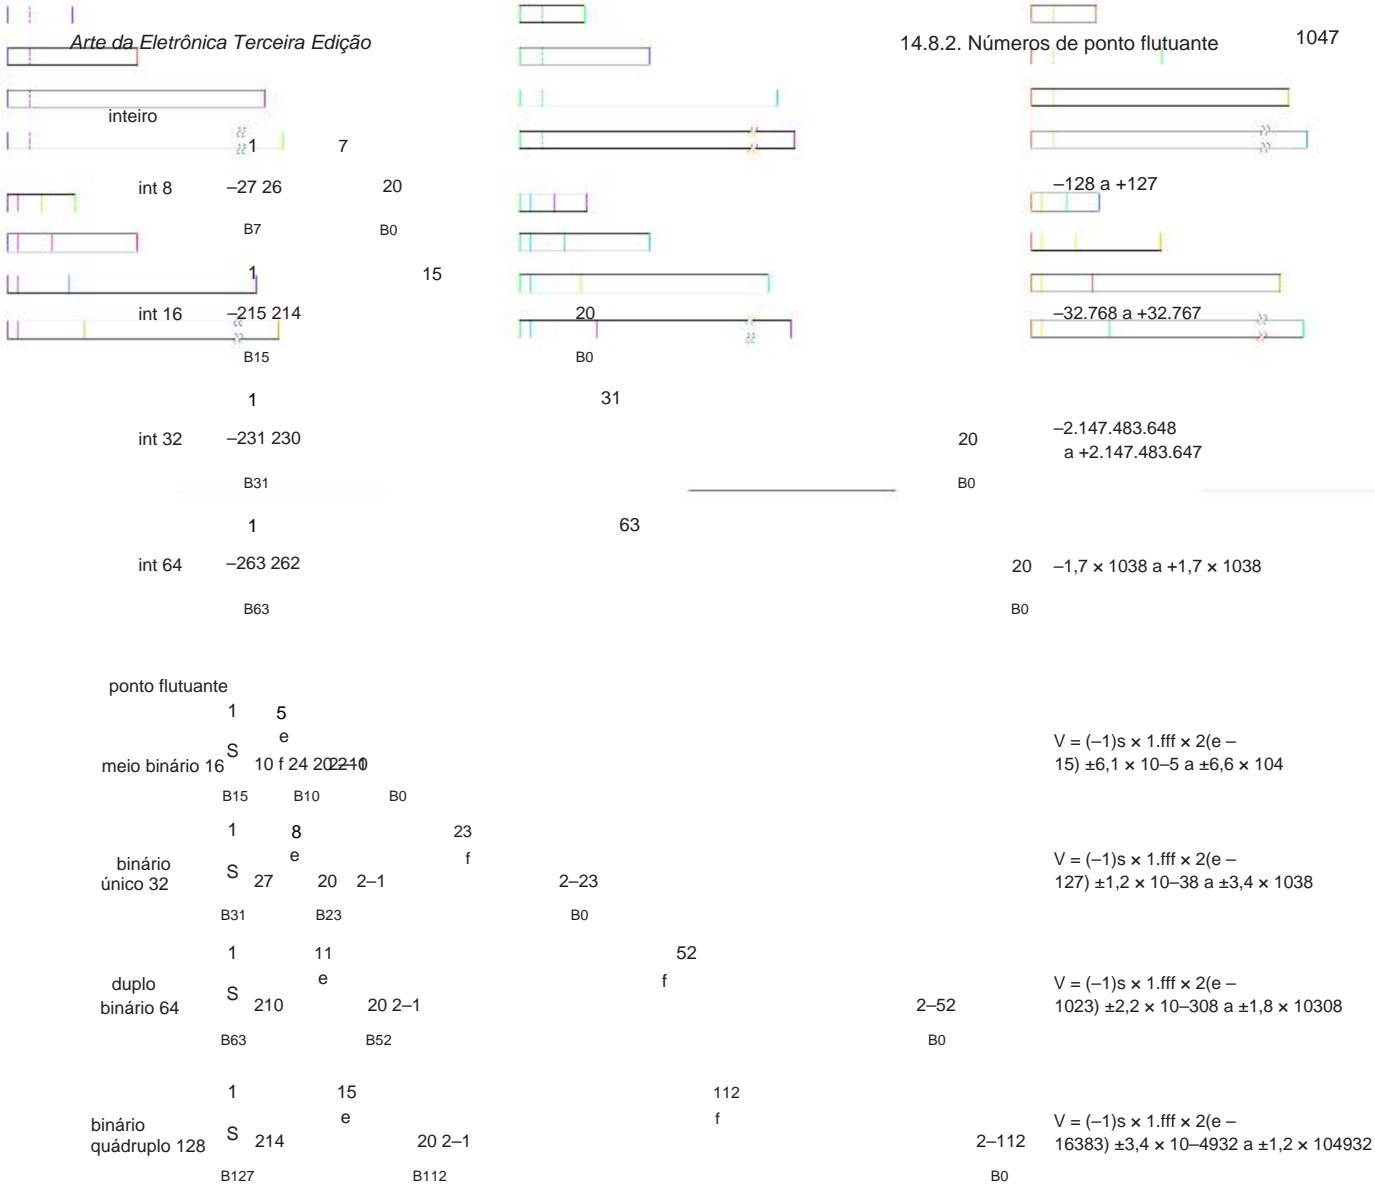 Arte da Eletrônica Terceira Edição
14.8.2. Números de ponto flutuante 1047
inteiro
1 7
int 8 –27 26 20 –128 a +127
B7 B0
1 15
int 16 –215 214 20 –32.768 a +32.767
B15 B0
1 31
int 32 –231 230 20 –2.147.483.648
a +2.147.483.647
B31 B0
1 63
int 64 –263 262 20 –1,7 × 1038 a +1,7 × 1038
B63 B0
ponto flutuante
1 5
e
S
meio binário 16 10 f 24 20
V = (–1)s × 1.fff × 2(e –
15) ±6,1 × 10–5 a ±6,6 × 104
B15 B10 B0
1 8 23
e f
binário
único 32
S 27 20 2–1 2–23
V = (–1)s × 1.fff × 2(e –
127) ±1,2 × 10–38 a ±3,4 × 1038
B31 B23 B0
1 11 52
e f
duplo
binário 64
S 210 20 2–1 2–52
V = (–1)s × 1.fff × 2(e –
1023) ±2,2 × 10–308 a ±1,8 × 10308
B63 B52 B0
1 15 112
e f
binário
quádruplo 128
S 214 20 2–1 2–112
V = (–1)s × 1.fff × 2(e –
16383) ±3,4 × 10–4932 a ±1,2 × 104932
B127 B112 B0